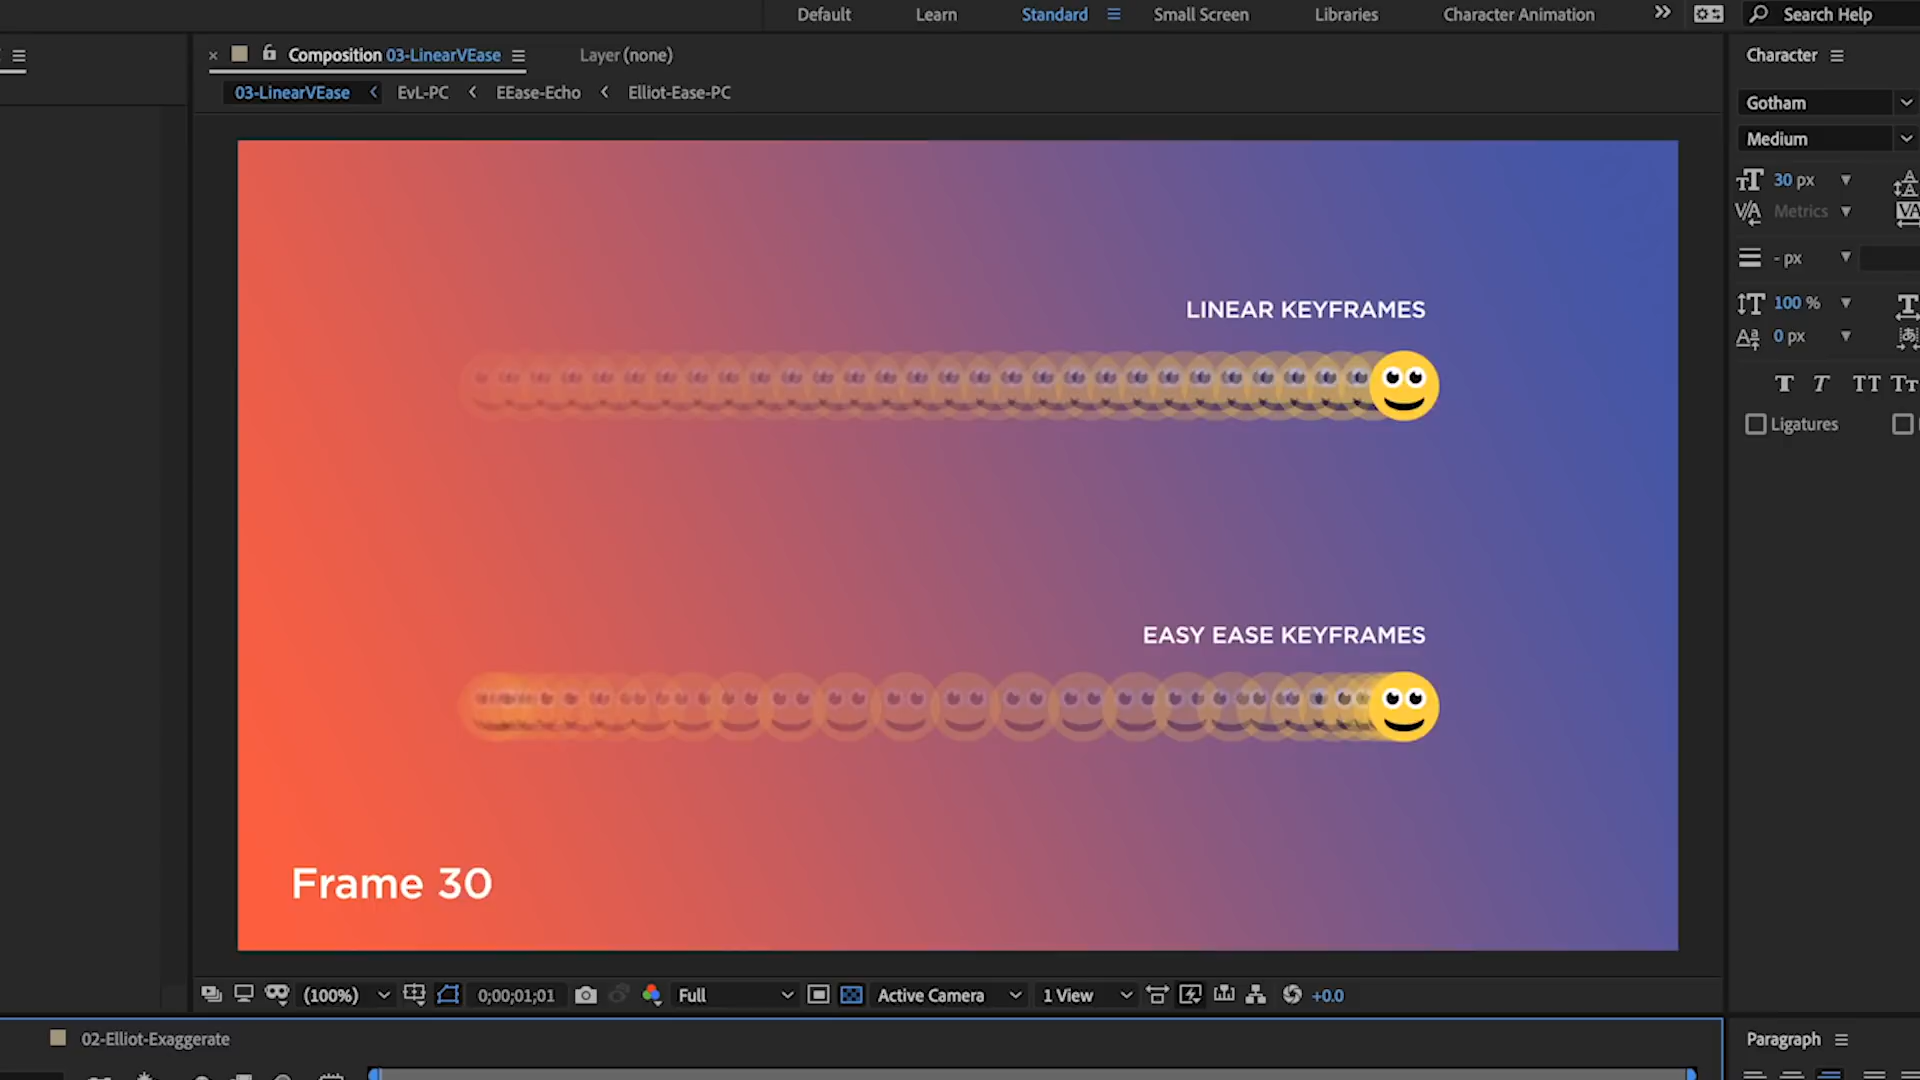 Default Learn Standard Small Screen Libraries Character Animation Search Help
Composition 03-LinearVEase Layer (none)
03-LinearVEase EvL-PC EEase-Echo Elliot-Ease-PC
Character
Gotham
Medium
30 px
Metrics
- px
100 %
0 px
Ligatures
LINEAR KEYFRAMES
EASY EASE KEYFRAMES
Frame 30
(100%) 0;00;01;01 Full Active Camera 1 View +0.0
02-Elliot-Exaggerate
Paragraph